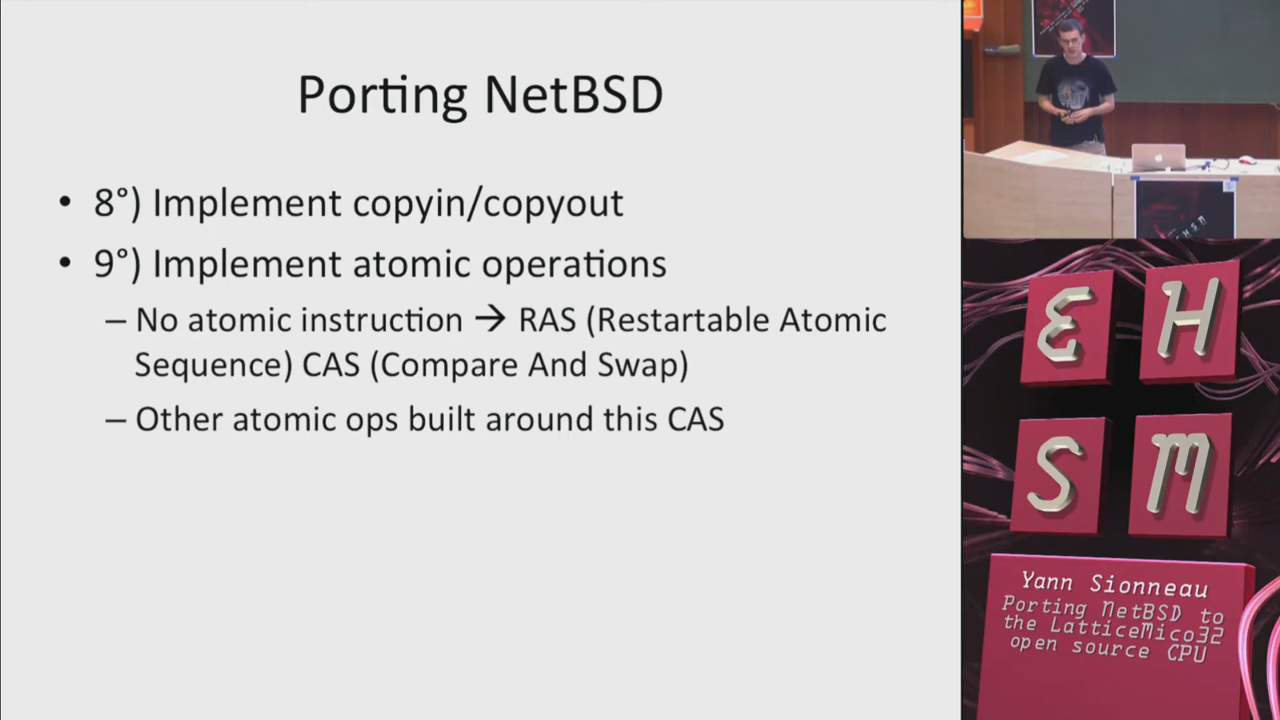 Porting NetBSD
• 8°) Implement copyin/copyout
• 9°) Implement atomic operations
– No atomic instruction → RAS (Restartable Atomic
Sequence) CAS (Compare And Swap)
– Other atomic ops built around this CAS
E H
S M
Yann Sionneau
Porting NetBSD to
the LatticeMico32
open source CPU